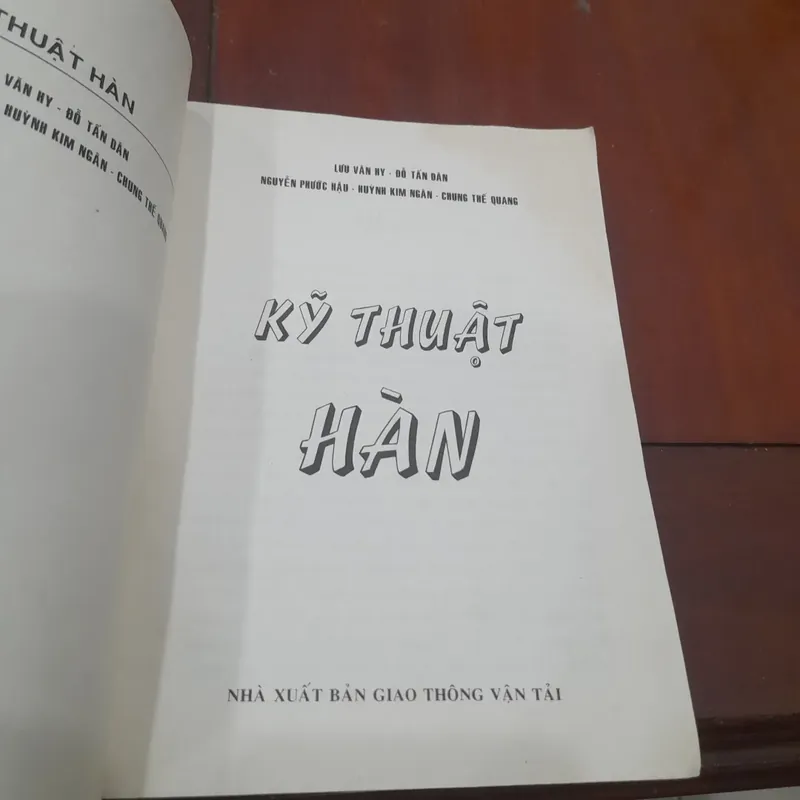 THUẬT HÀN
VĂN HY - ĐỖ TẤN DÂN
HUỲNH KIM NGÂN - CHUNG THẾ
LƯU VĂN HY - ĐỖ TẤN DÂN
NGUYỄN PHƯỚC HẬU - HUỲNH KIM NGÂN - CHUNG THẾ QUANG
KỸ THUẬT
HÀN
NHÀ XUẤT BẢN GIAO THÔNG VẬN TẢI